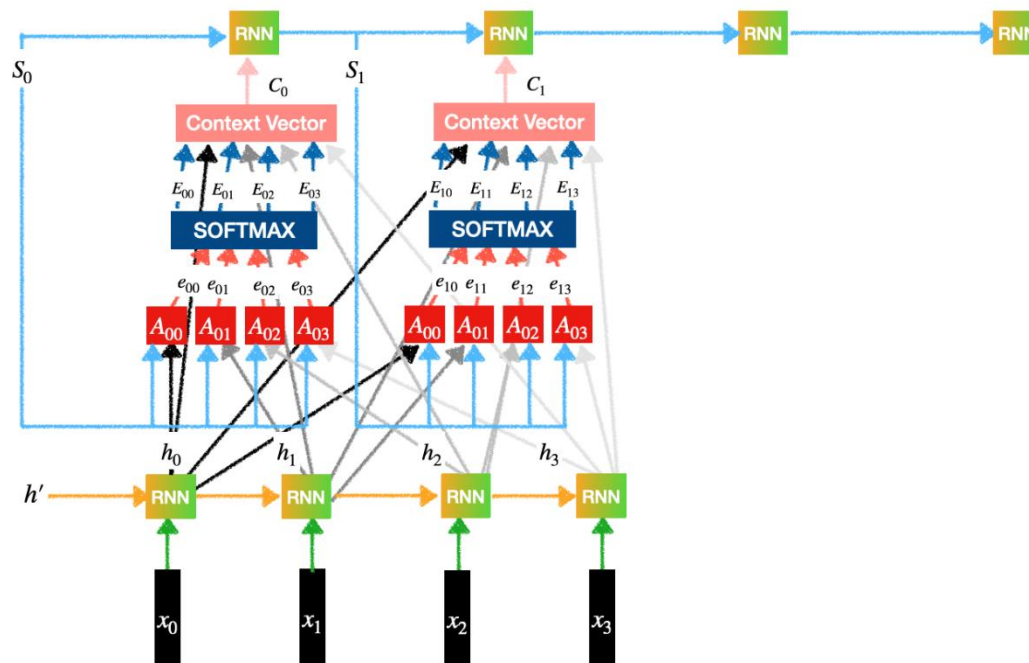 RNN RNN RNN RNN
S₀ S₁
C₀ C₁
Context Vector Context Vector
E₀₀ E₀₁ E₀₂ E₀₃ E₁₀ E₁₁ E₁₂ E₁₃
SOFTMAX SOFTMAX
e₀₀ e₀₁ e₀₂ e₀₃ e₁₀ e₁₁ e₁₂ e₁₃
A₀₀ A₀₁ A₀₂ A₀₃ A₀₀ A₀₁ A₀₂ A₀₃
h₀ h₁ h₂ h₃
h′ RNN RNN RNN RNN
x₀ x₁ x₂ x₃